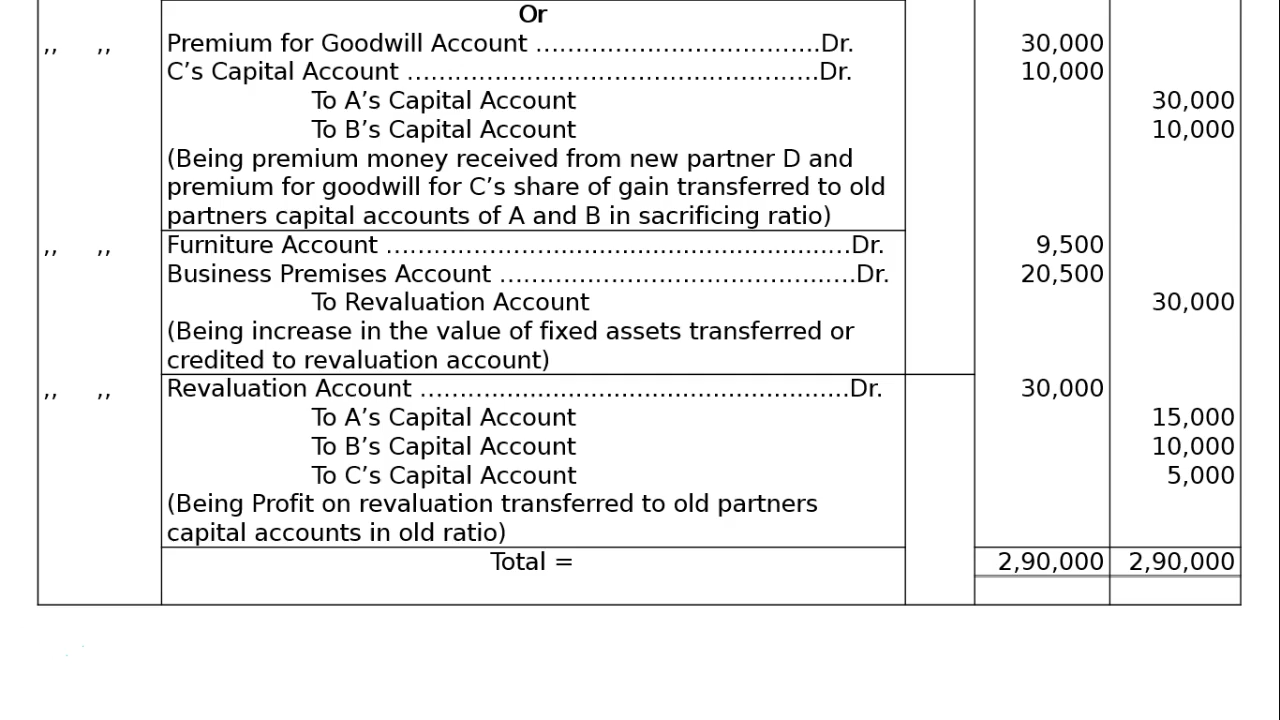 Or
,, ,, Premium for Goodwill Account ……………………………..Dr. 30,000
C’s Capital Account …………………………………………….Dr. 10,000
To A’s Capital Account 30,000
To B’s Capital Account 10,000
(Being premium money received from new partner D and
premium for goodwill for C’s share of gain transferred to old
partners capital accounts of A and B in sacrificing ratio)
,, ,, Furniture Account ………………………………………………….Dr. 9,500
Business Premises Account ……………………………………..Dr. 20,500
To Revaluation Account 30,000
(Being increase in the value of fixed assets transferred or
credited to revaluation account)
,, ,, Revaluation Account ………………………………………………Dr. 30,000
To A’s Capital Account 15,000
To B’s Capital Account 10,000
To C’s Capital Account 5,000
(Being Profit on revaluation transferred to old partners
capital accounts in old ratio)
Total = 2,90,000 2,90,000